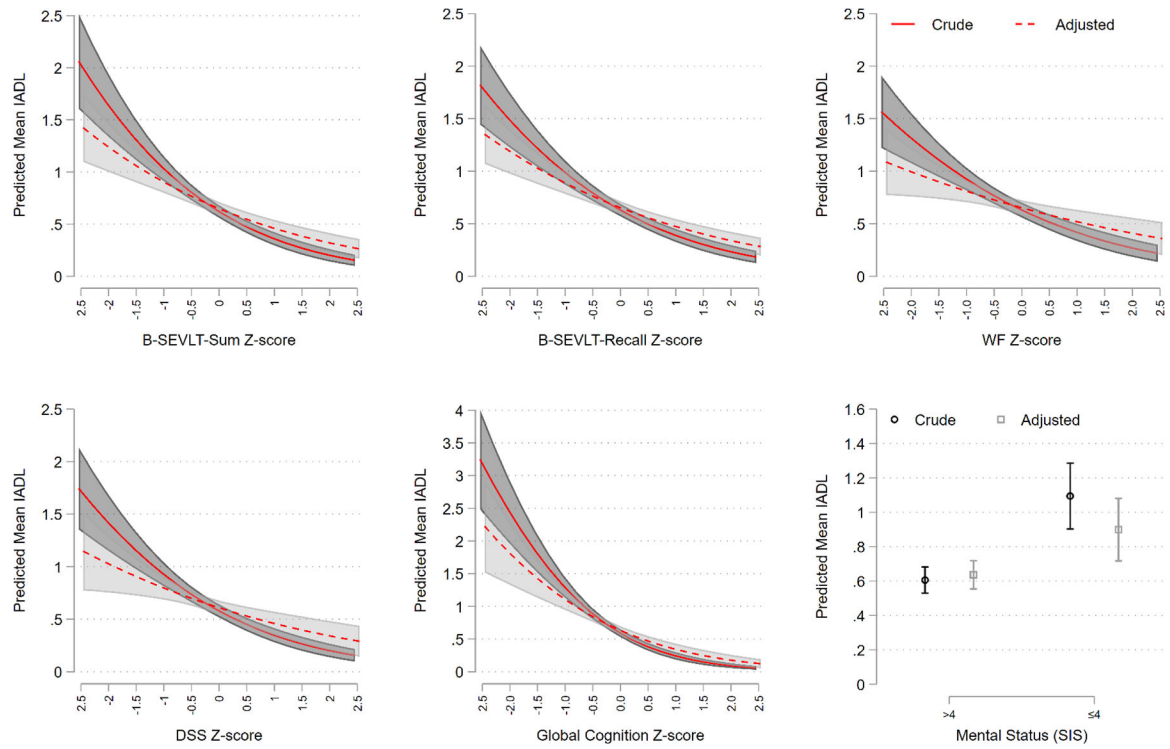 2.5
2
1.5
1
.5
0
Predicted Mean IADL
2.5 -2 -1.5 -1 0.5 0.0 0.5 1.0 1.5 2.0 2.5
B-SEVLT-Sum Z-score
2.5
2
1.5
1
.5
0
Predicted Mean IADL
2.5 -2 -1.5 -1 0.5 0.0 0.5 1.0 1.5 2.0 2.5
B-SEVLT-Recall Z-score
Crude Adjusted
2.5
2
1.5
1
.5
0
Predicted Mean IADL
2.5 -2.0 -1.5 -1.0 0.5 0.0 0.5 1.0 1.5 2.0 2.5
WF Z-score
2.5
2
1.5
1
.5
0
Predicted Mean IADL
2.5 -2 -1.5 -1 0.5 0.0 0.5 1.0 1.5 2.0 2.5
DSS Z-score
4
3.5
3
2.5
2
1.5
1
.5
0
Predicted Mean IADL
2.5 -2 -1.5 -1 0.5 0.0 0.5 1.0 1.5 2.0 2.5
Global Cognition Z-score
Crude Adjusted
1.6
1.4
1.2
1
.8
.6
.4
.2
0
Predicted Mean IADL
>4 ≤4
Mental Status (SIS)